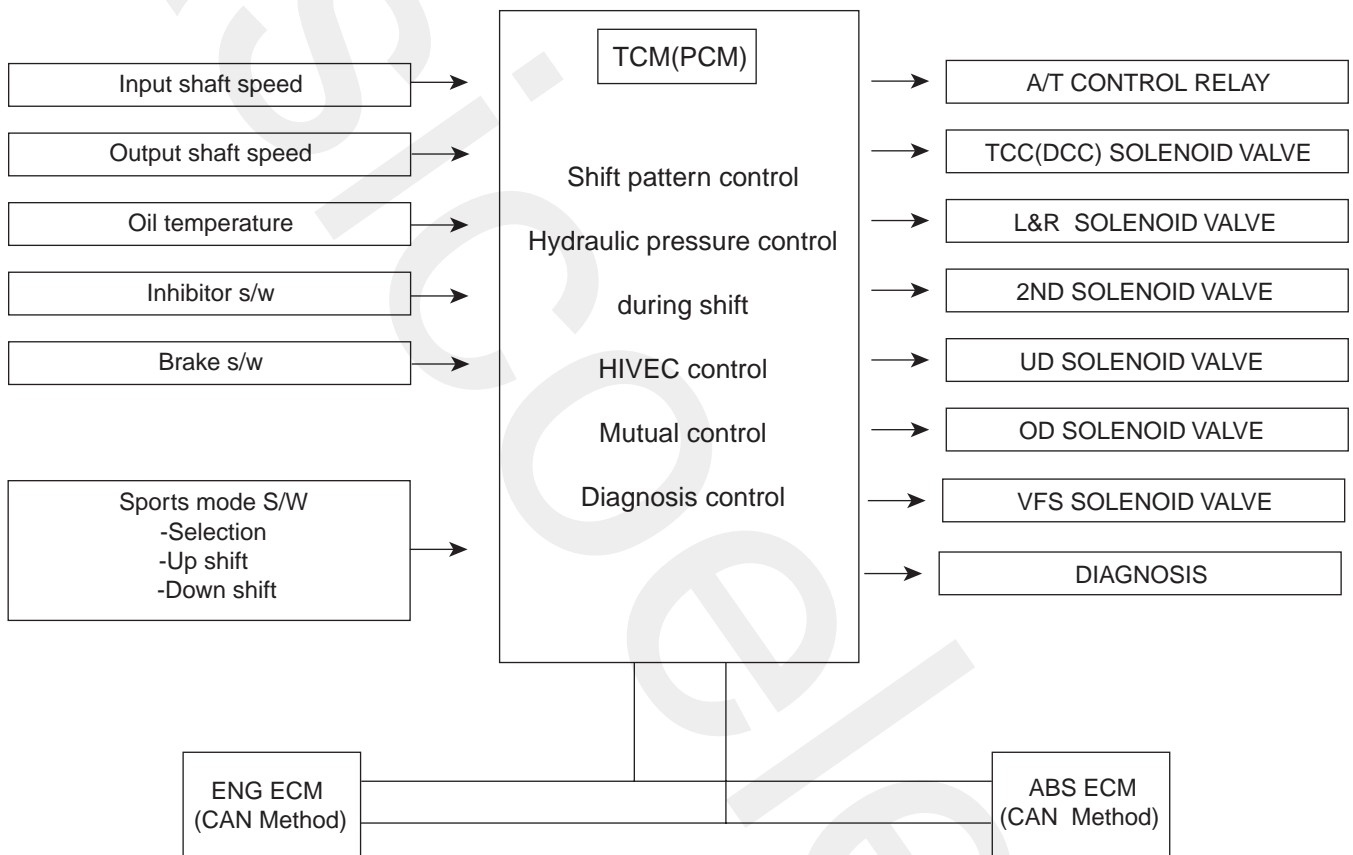 TCM(PCM)
Input shaft speed
Output shaft speed
Oil temperature
Inhibitor s/w
Brake s/w
Sports mode S/W
-Selection
-Up shift
-Down shift
Shift pattern control
Hydraulic pressure control
during shift
HIVEC control
Mutual control
Diagnosis control
A/T CONTROL RELAY
TCC(DCC) SOLENOID VALVE
L&R SOLENOID VALVE
2ND SOLENOID VALVE
UD SOLENOID VALVE
OD SOLENOID VALVE
VFS SOLENOID VALVE
DIAGNOSIS
ENG ECM
(CAN Method)
ABS ECM
(CAN Method)